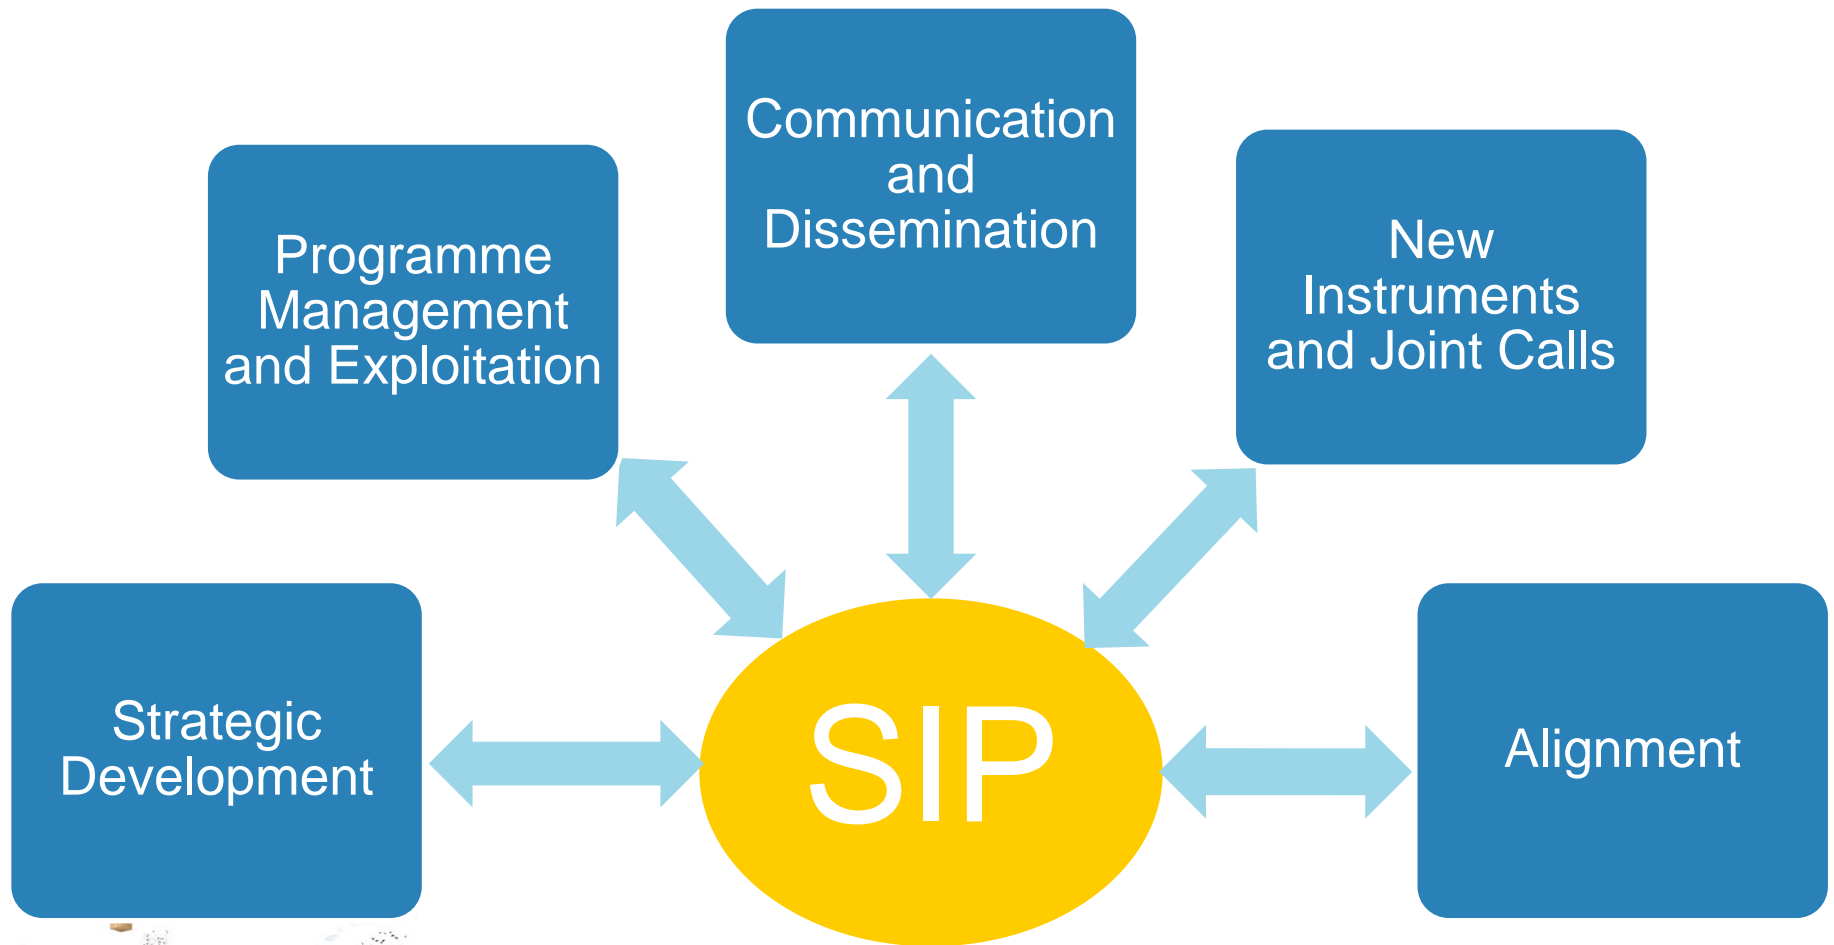 Communication
and
Dissemination
Programme
Management
and Exploitation
New
Instruments
and Joint Calls
Strategic
Development
SIP
Alignment